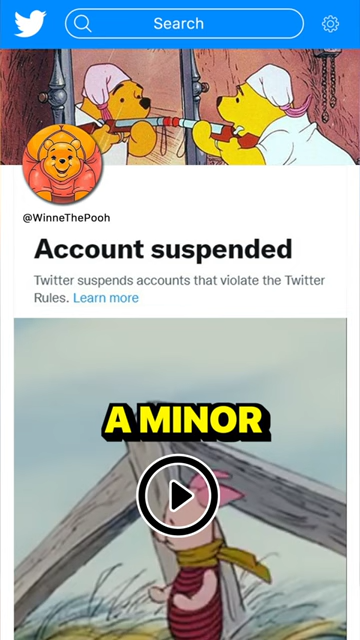 Search
@WinneThePooh
Account suspended
Twitter suspends accounts that violate the Twitter
Rules. Learn more
A MINOR